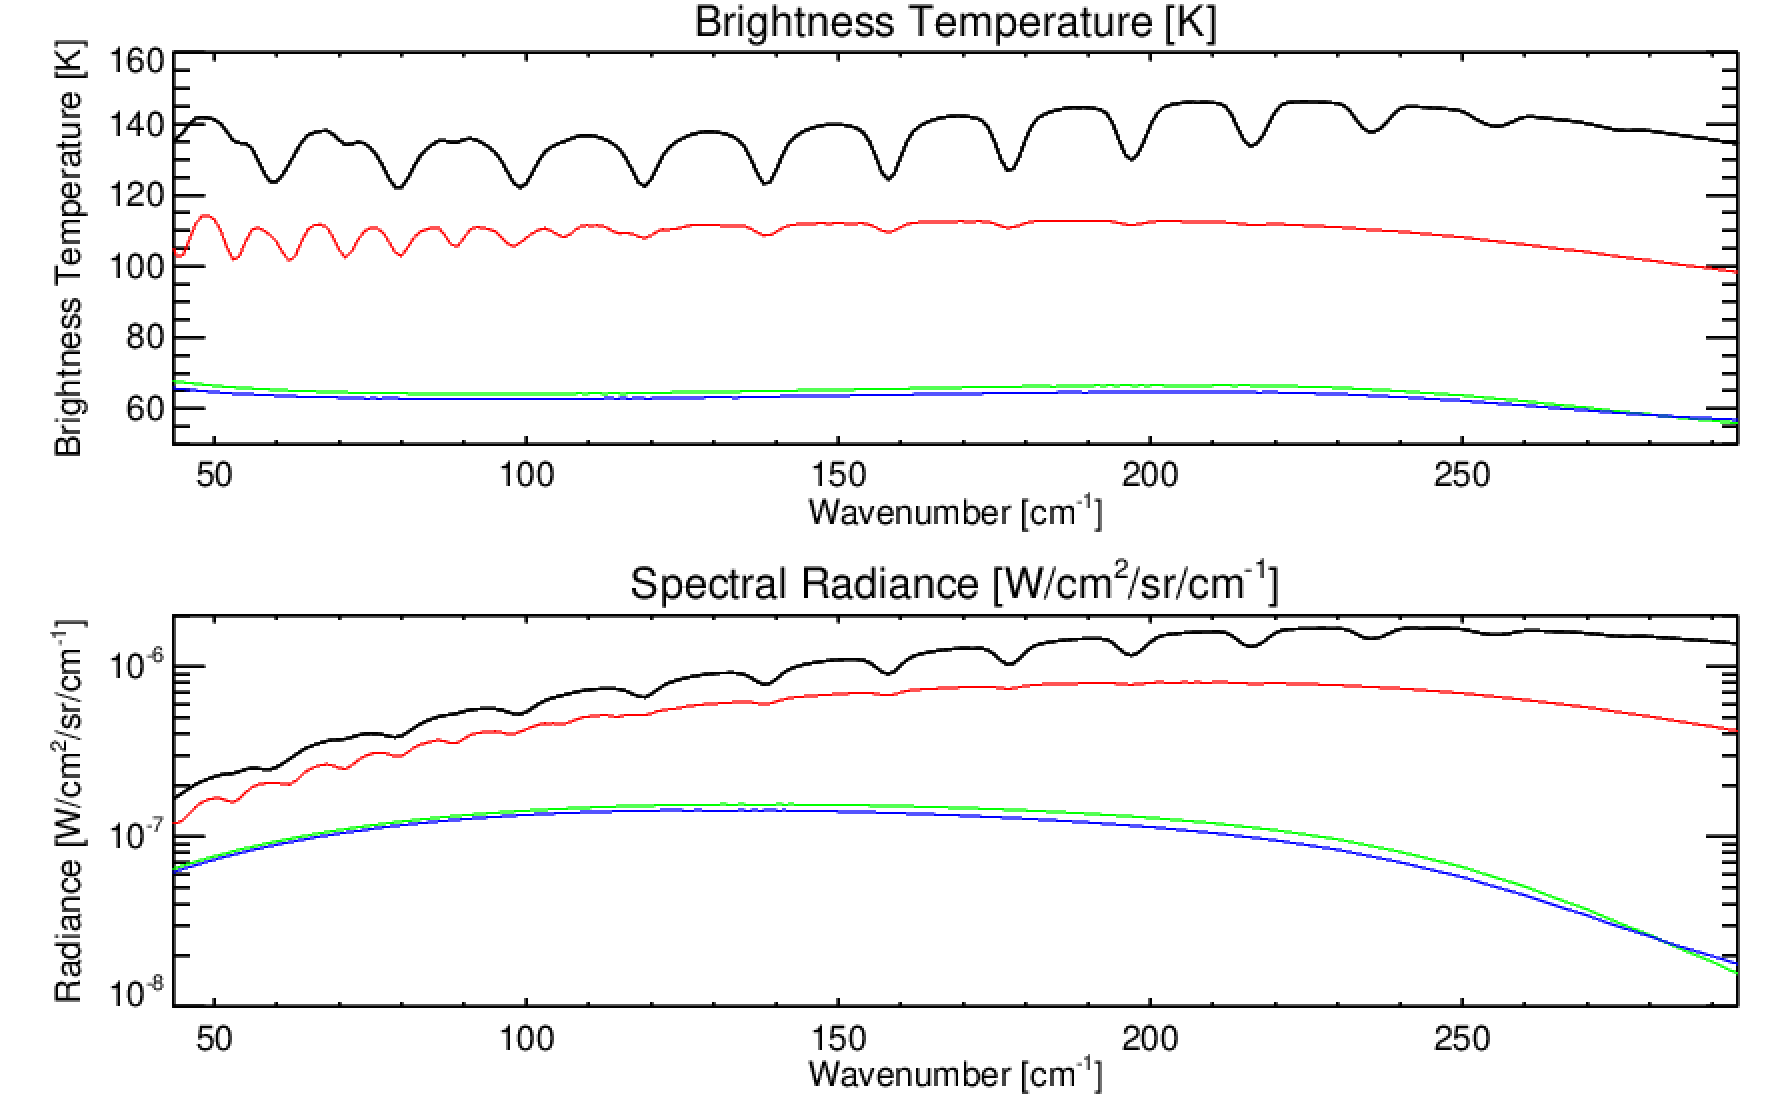 Brightness Temperature [K]
Brightness Temperature [K]
160
140
120
100
80
60
50 100 150 200 250
Wavenumber [cm⁻¹]
Spectral Radiance [W/cm²/sr/cm⁻¹]
Radiance [W/cm²/sr/cm⁻¹]
10⁻⁶
10⁻⁷
10⁻⁸
50 100 150 200 250
Wavenumber [cm⁻¹]